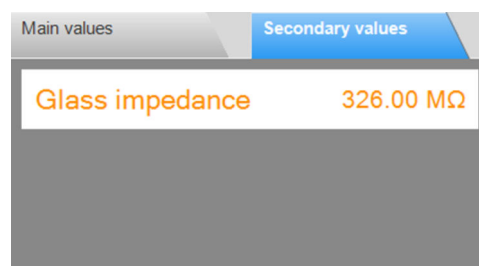 Main values Secondary values
Glass impedance 326.00 MΩ